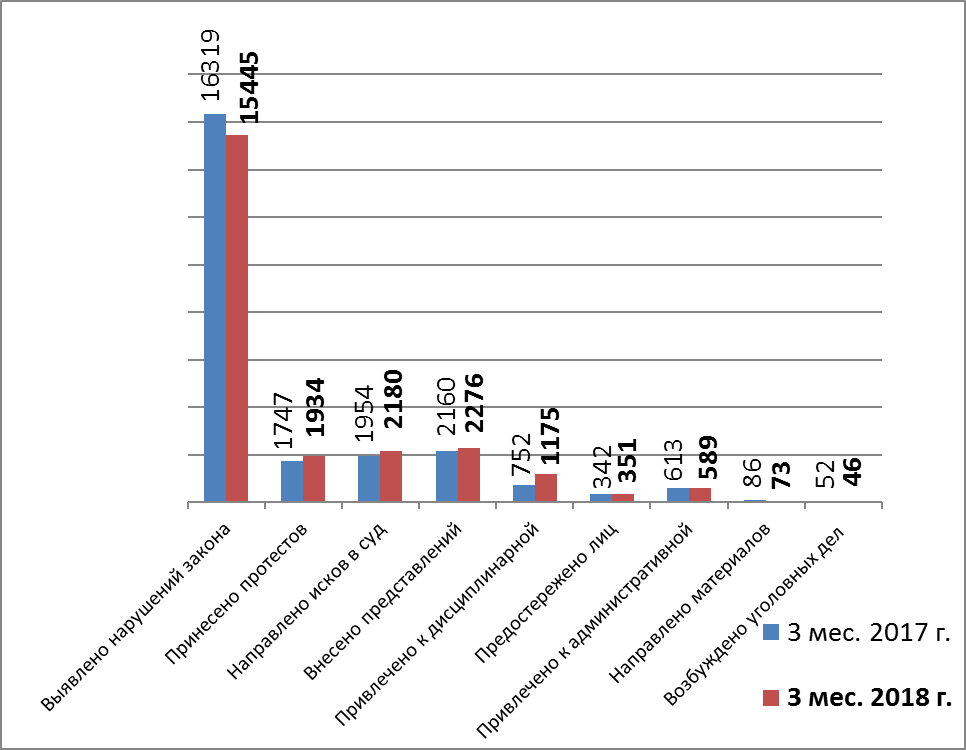 16319
15445
1747
1934
1954
2180
2160
2276
752
1175
342
351
613
589
86
73
52
46
Выявлено нарушений закона
Принесено протестов
Направлено исков в суд
Внесено представлений
Привлечено к дисциплинарной
Предостережено лиц
Привлечено к административной
Направлено материалов
Возбуждено уголовных дел
3 мес. 2017 г.
3 мес. 2018 г.